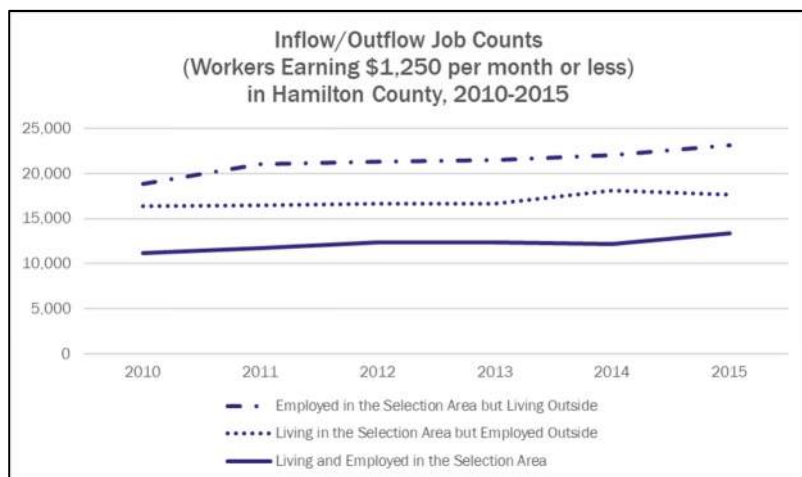 Inflow/Outflow Job Counts
(Workers Earning $1,250 per month or less)
in Hamilton County, 2010-2015
25,000
20,000
15,000
10,000
5,000
0
2010 2011 2012 2013 2014 2015
Employed in the Selection Area but Living Outside
Living in the Selection Area but Employed Outside
Living and Employed in the Selection Area